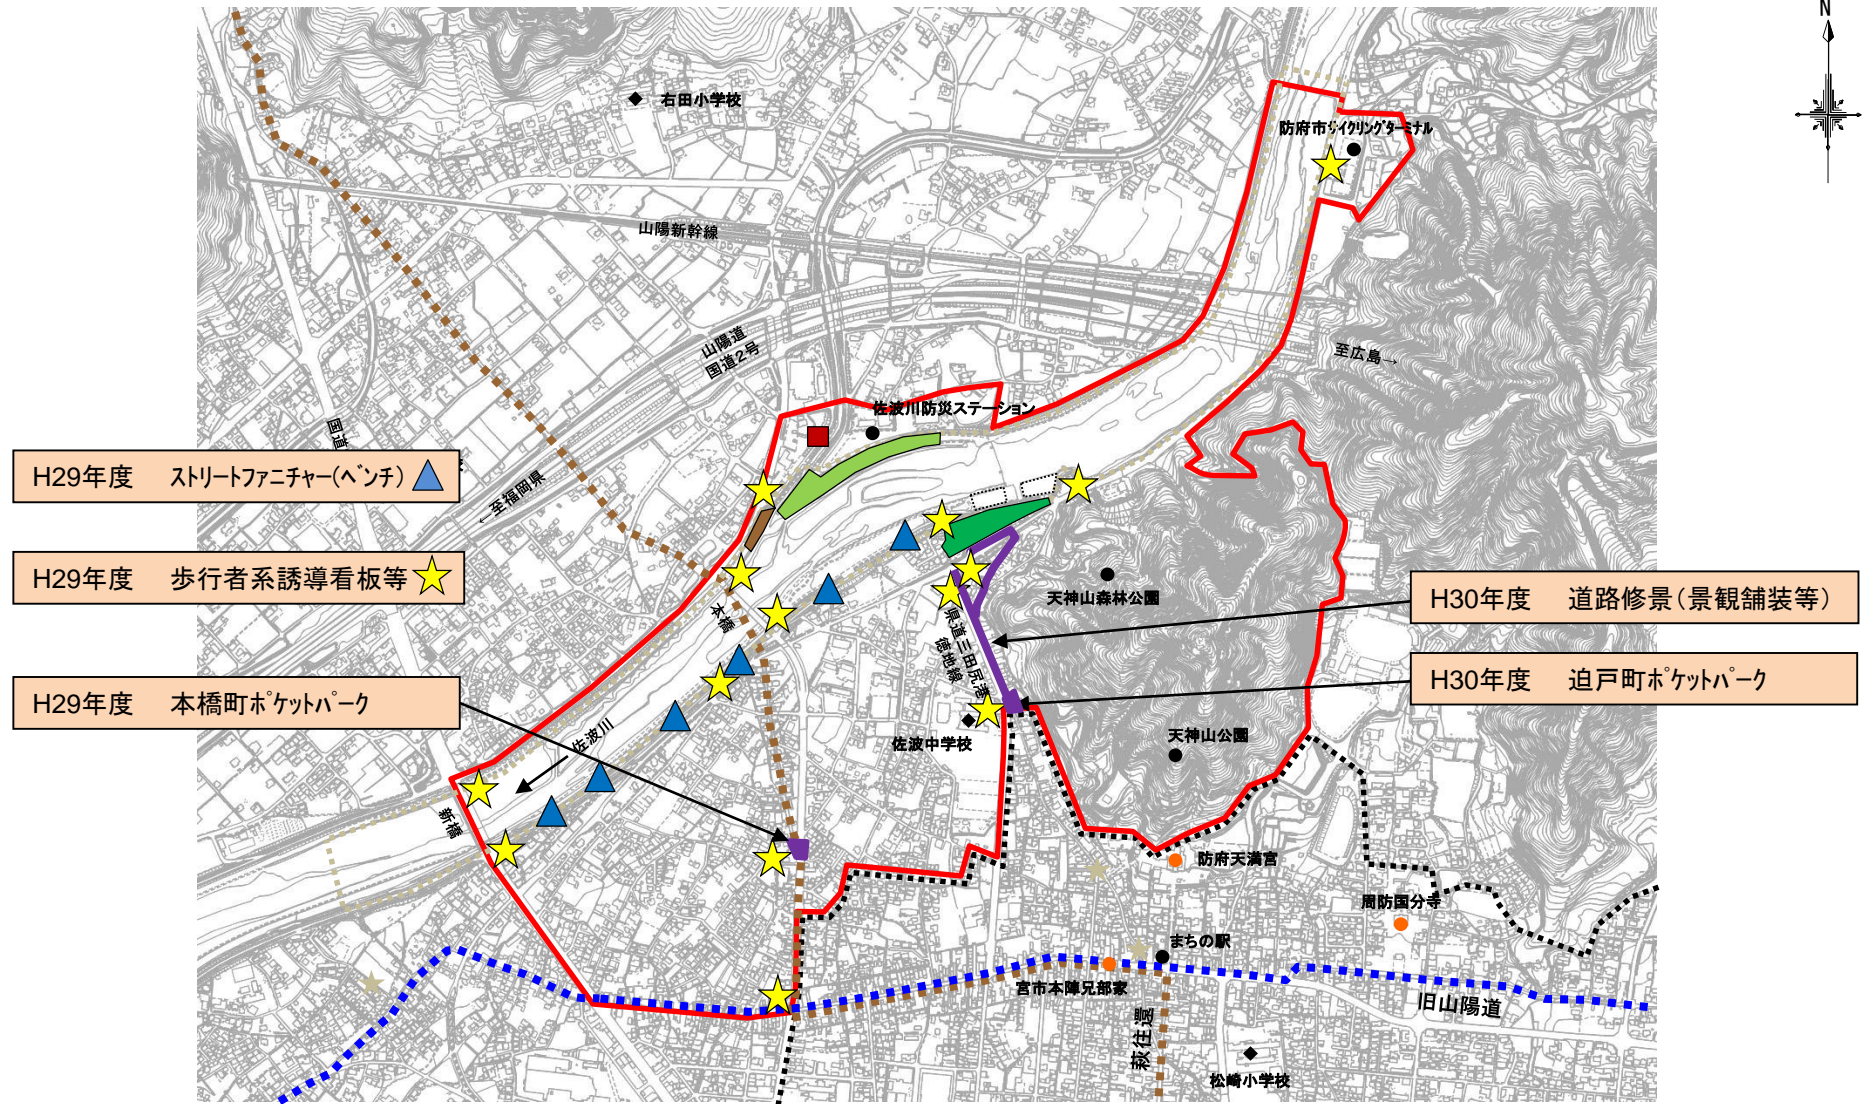 N
右田小学校
防府市サイクリングターミナル
山陽新幹線
山陽道
国道2号
至広島→
佐波川防災ステーション
国道
H29年度 ストリートファニチャー(ベンチ)
←至福岡県
H29年度 歩行者系誘導看板等
本橋
天神山森林公園
H30年度 道路修景(景観舗装等)
県道三田尻港
徳地線
H29年度 本橋町ポケットパーク
H30年度 迫戸町ポケットパーク
佐波川
佐波中学校
天神山公園
新橋
防府天満宮
周防国分寺
まちの駅
宮市本陣兄部家
旧山陽道
萩往還
松崎小学校